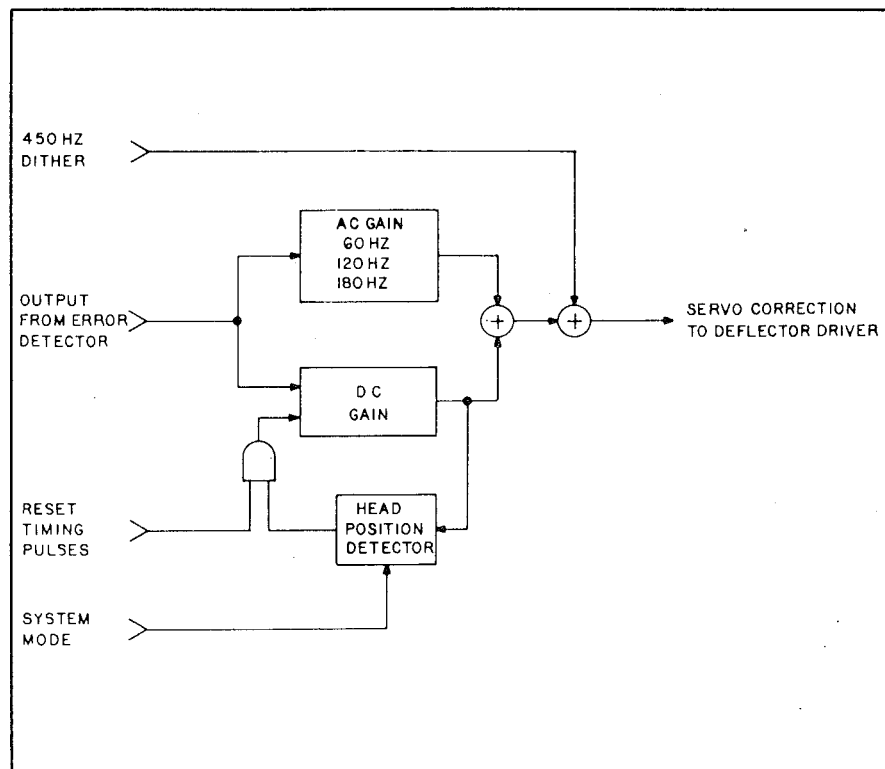 450 HZ
DITHER
AC GAIN
60 HZ
120 HZ
180 HZ
OUTPUT
FROM ERROR
DETECTOR
SERVO CORRECTION
TO DEFLECTOR DRIVER
DC
GAIN
RESET
TIMING
PULSES
HEAD
POSITION
DETECTOR
SYSTEM
MODE